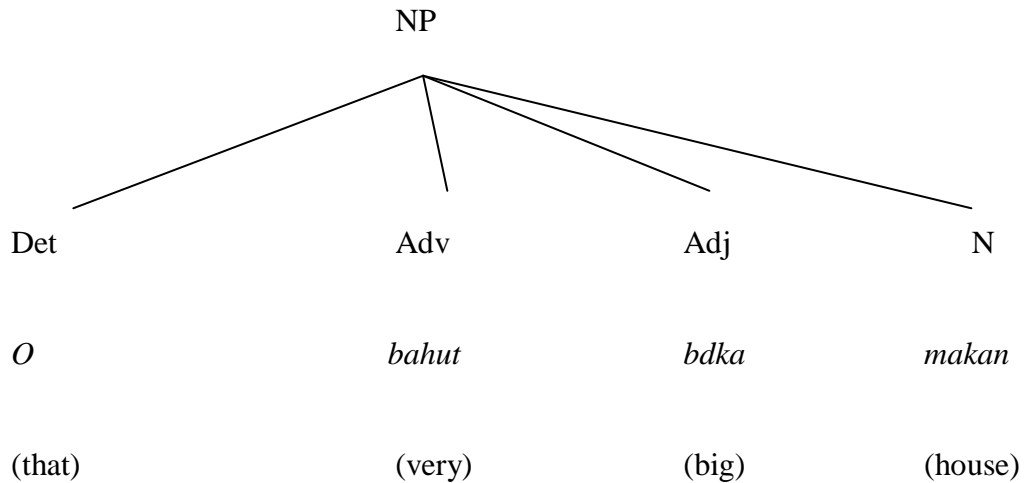 NP
Det Adv Adj N
O bahut bdka makan
(that) (very) (big) (house)